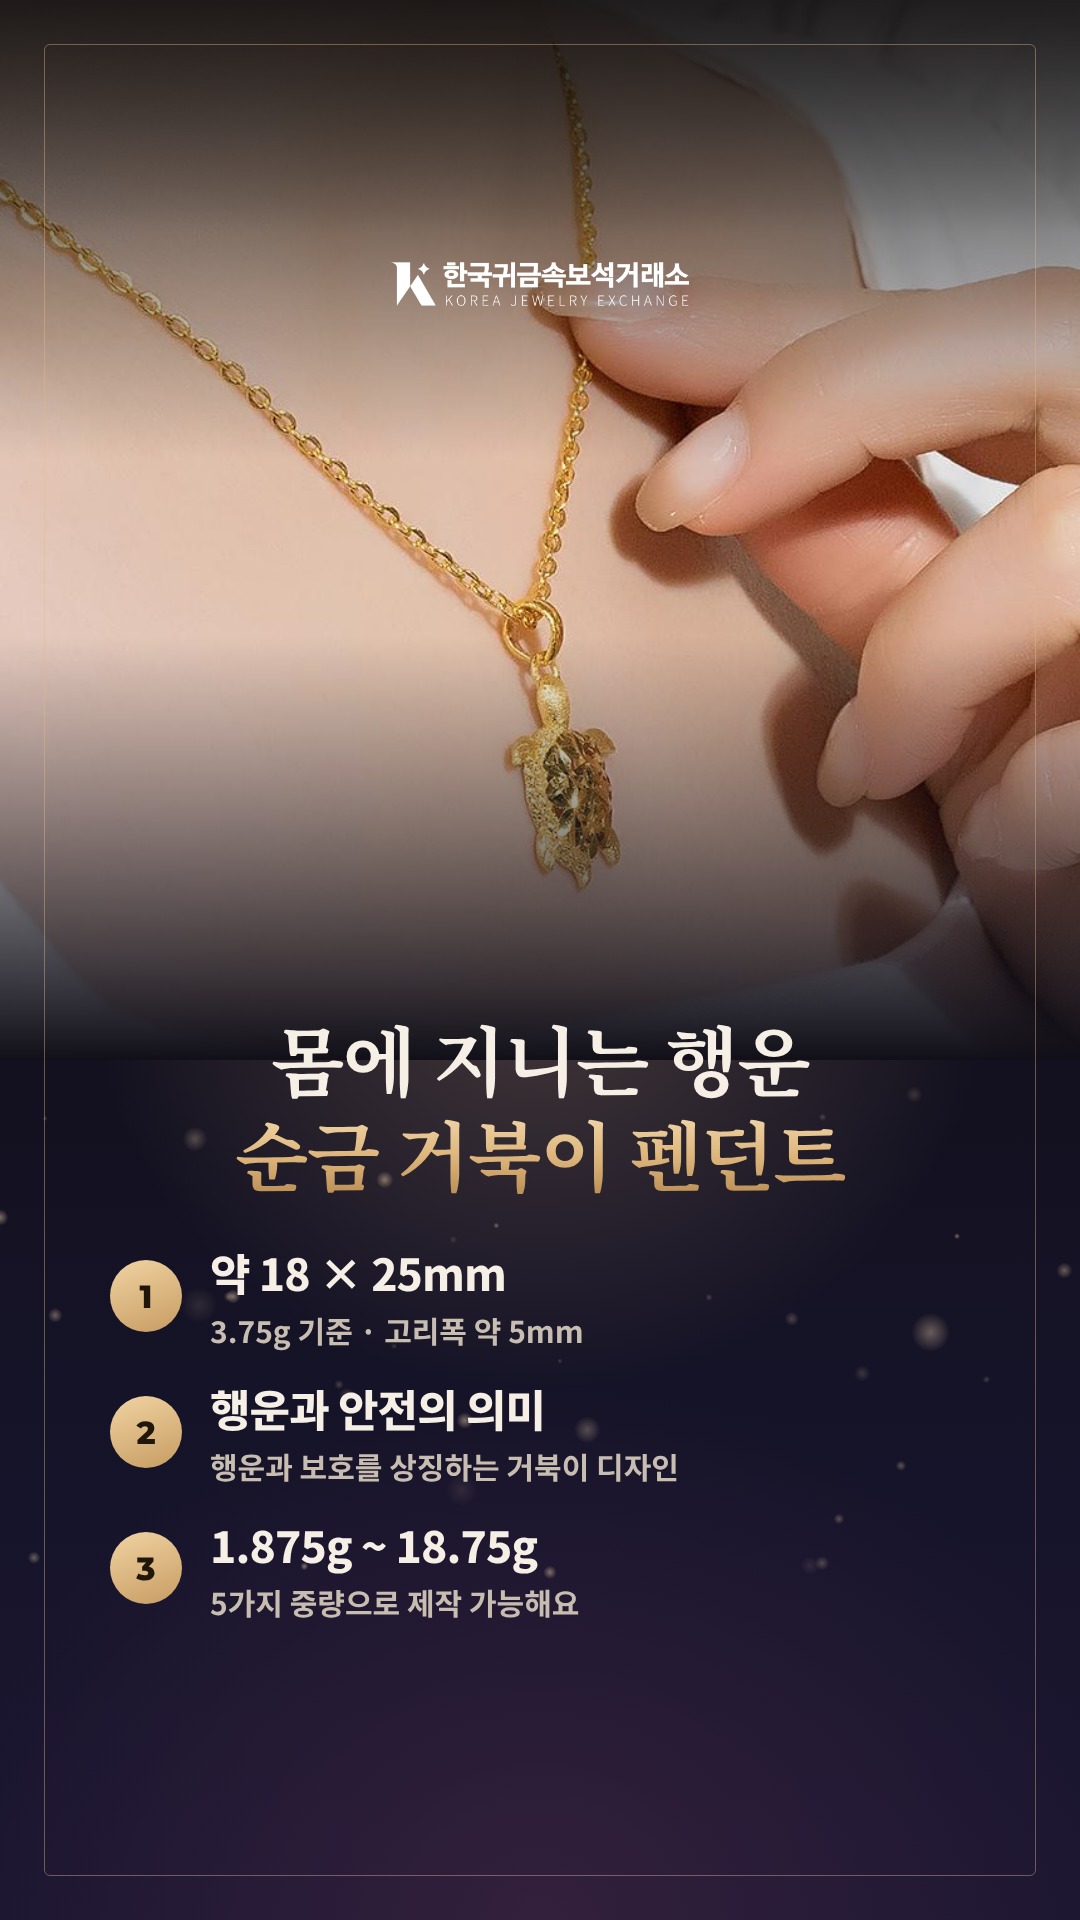 한국귀금속보석거래소
KOREA JEWELRY EXCHANGE
몸에 지니는 행운
순금 거북이 펜던트
1
약 18 × 25mm
3.75g 기준 · 고리폭 약 5mm
2
행운과 안전의 의미
행운과 보호를 상징하는 거북이 디자인
3
1.875g ~ 18.75g
5가지 중량으로 제작 가능해요